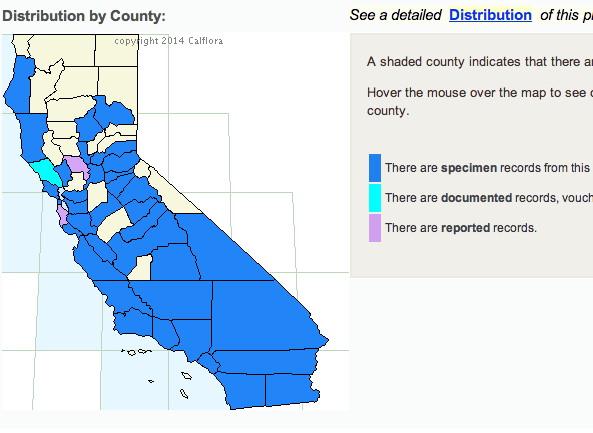 Distribution by County:
See a detailed Distribution of this
copyright 2014 Calflora
A shaded county indicates that there
Hover the mouse over the map to see
county.
There are specimen records from this
There are documented records,
There are reported records.